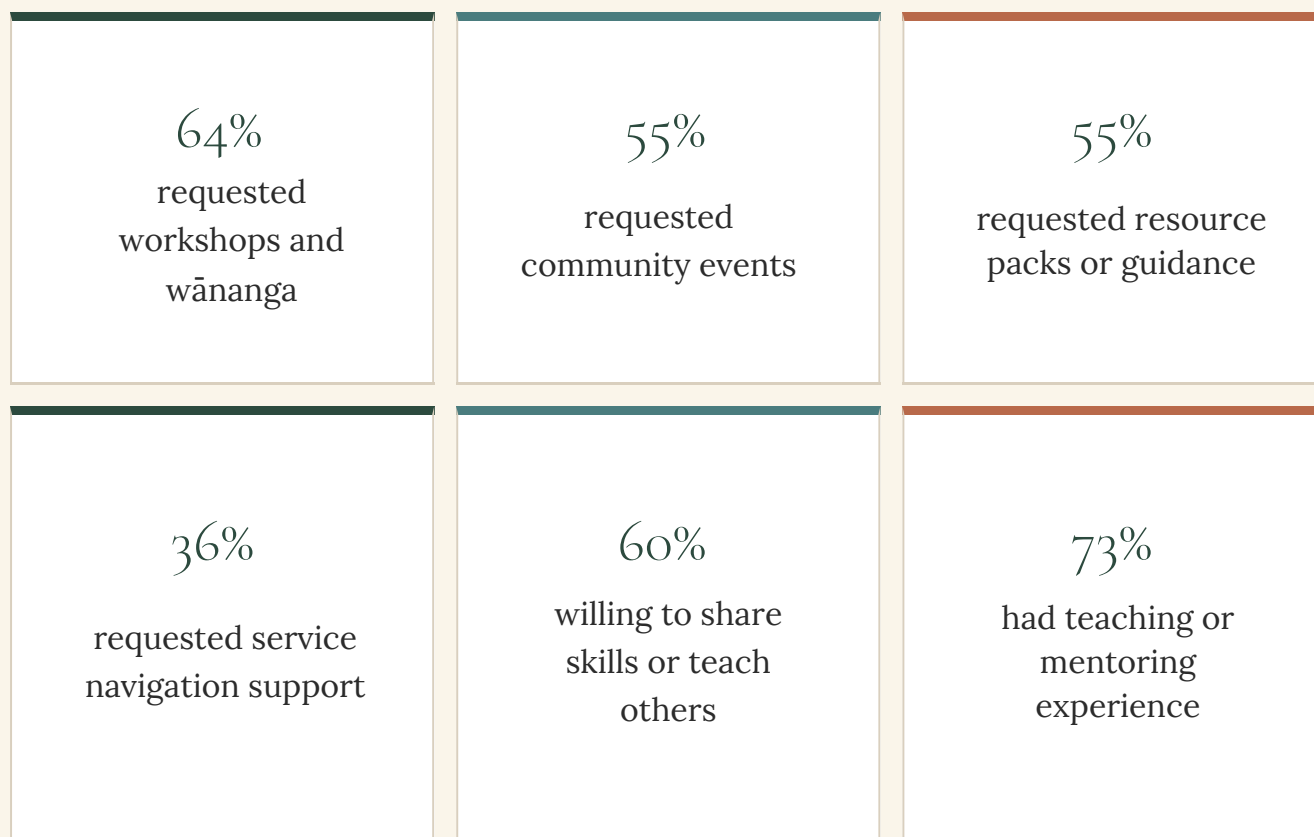 64%
requested
workshops and
wānanga
55%
requested
community events
55%
requested resource
packs or guidance
36%
requested service
navigation support
60%
willing to share
skills or teach
others
73%
had teaching or
mentoring
experience